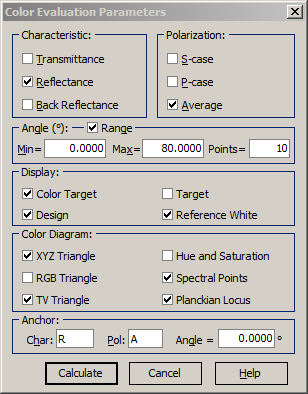 Color Evaluation Parameters
Characteristic: Polarization:
Transmittance S-case
Reflectance P-case
Back Reflectance Average
Angle (°): Range
Min= 0.0000 Max= 80.0000 Points= 10
Display:
Color Target Target
Design Reference White
Color Diagram:
XYZ Triangle Hue and Saturation
RGB Triangle Spectral Points
TV Triangle Planckian Locus
Anchor:
Char: R Pol: A Angle = 0.0000 °
Calculate Cancel Help